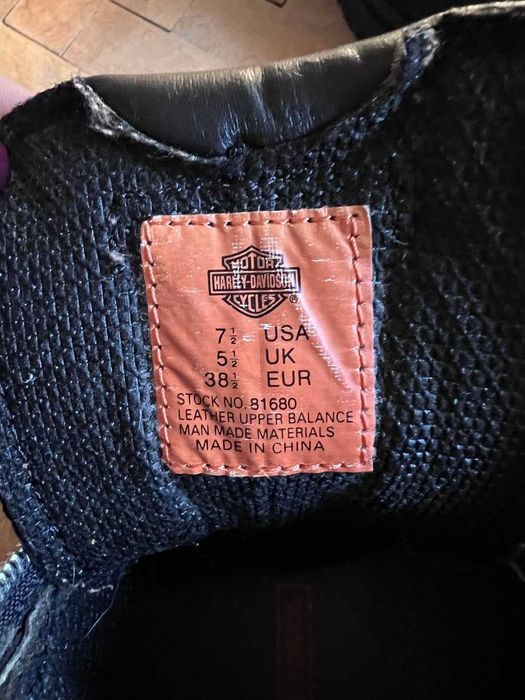 MOTOR
HARLEY-DAVIDSON
CYCLES
®
7½ USA
5½ UK
38½ EUR
STOCK NO. 81680
LEATHER UPPER BALANCE
MAN MADE MATERIALS
MADE IN CHINA